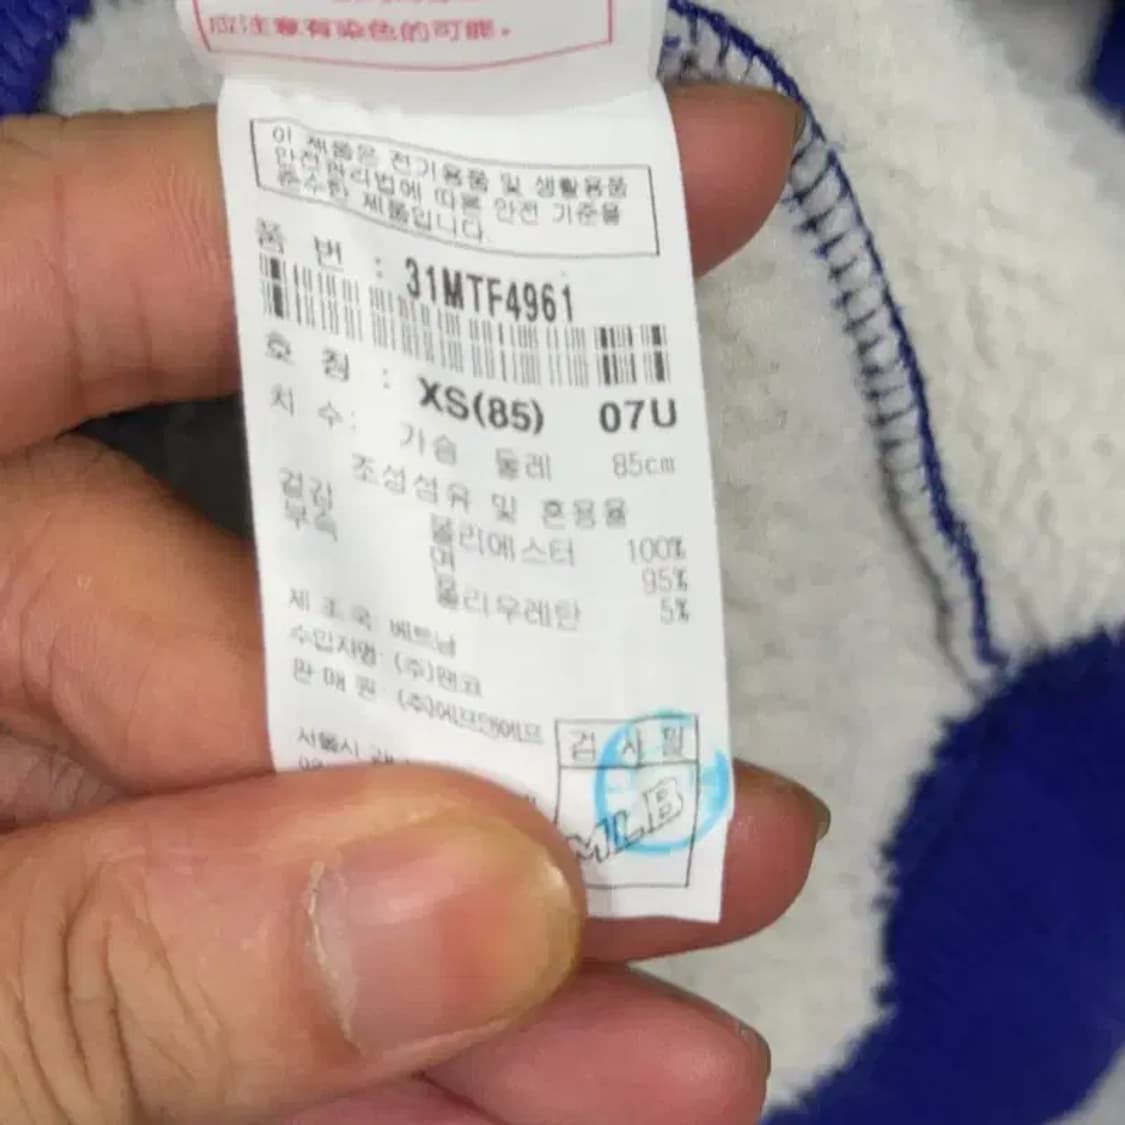 应注意有染色的可能。
이 제품은 전기용품 및 생활용품
안전관리법에 따른 안전 기준을
준수한 제품입니다.
품 번 : 31MTF4961
호 칭 : XS(85) 07U
치 수: 가슴 둘레 85cm
조성섬유 및 혼용율
겉감 폴리에스터 100%
부속 면 95%
폴리우레탄 5%
제 조 국 베트남
수입자명: (주)맨코
판 매 원 (주)에프앤에프
서울시
검 사 필
MLB